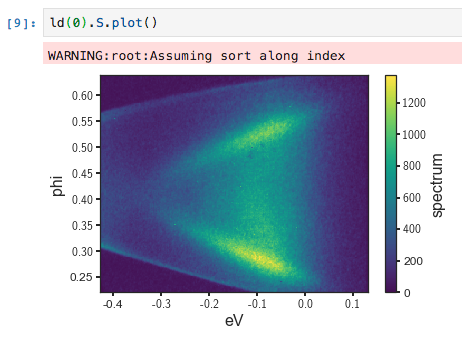 [9]: ld(0).S.plot()
WARNING:root:Assuming sort along index
0.60
0.55
0.50
0.45
0.40
0.35
0.30
0.25
phi
-0.4 -0.3 -0.2 -0.1 0.0 0.1
eV
1200
1000
800
600
400
200
0
spectrum